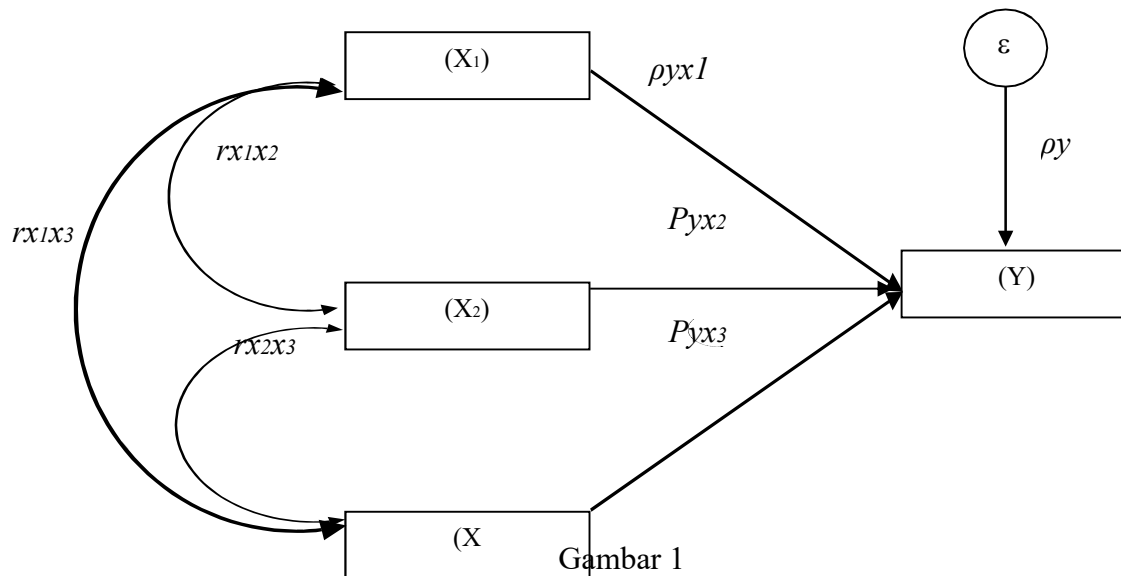 (X₁)
ε
ρyx1
rx₁x₂
ρy
rx₁x₃
Pyx₂
(Y)
(X₂)
rx₂x₃
Pyx₃
(X
Gambar 1